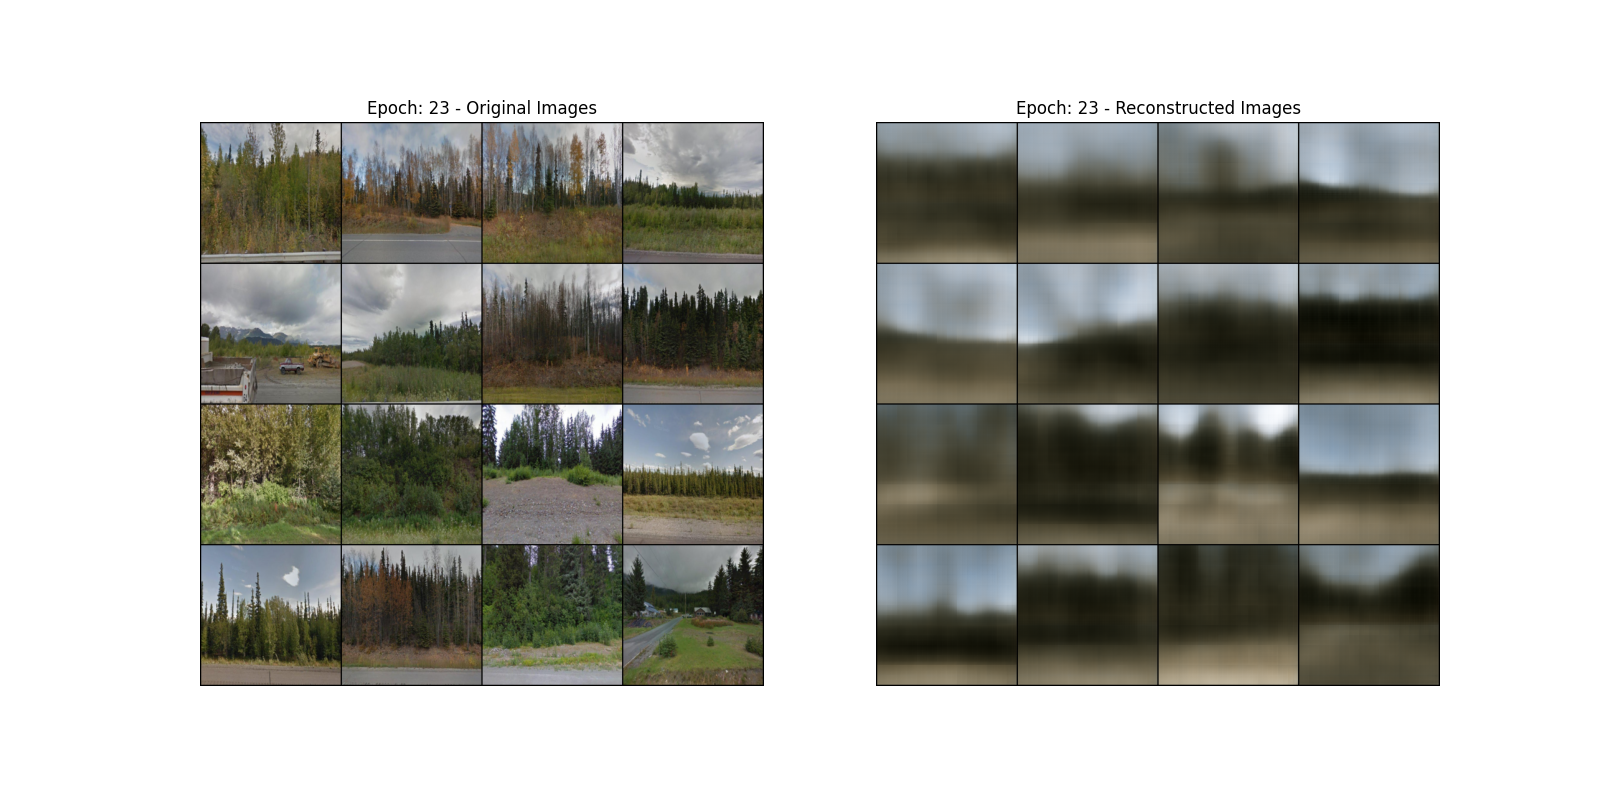 Epoch: 23 - Original Images
Epoch: 23 - Reconstructed Images